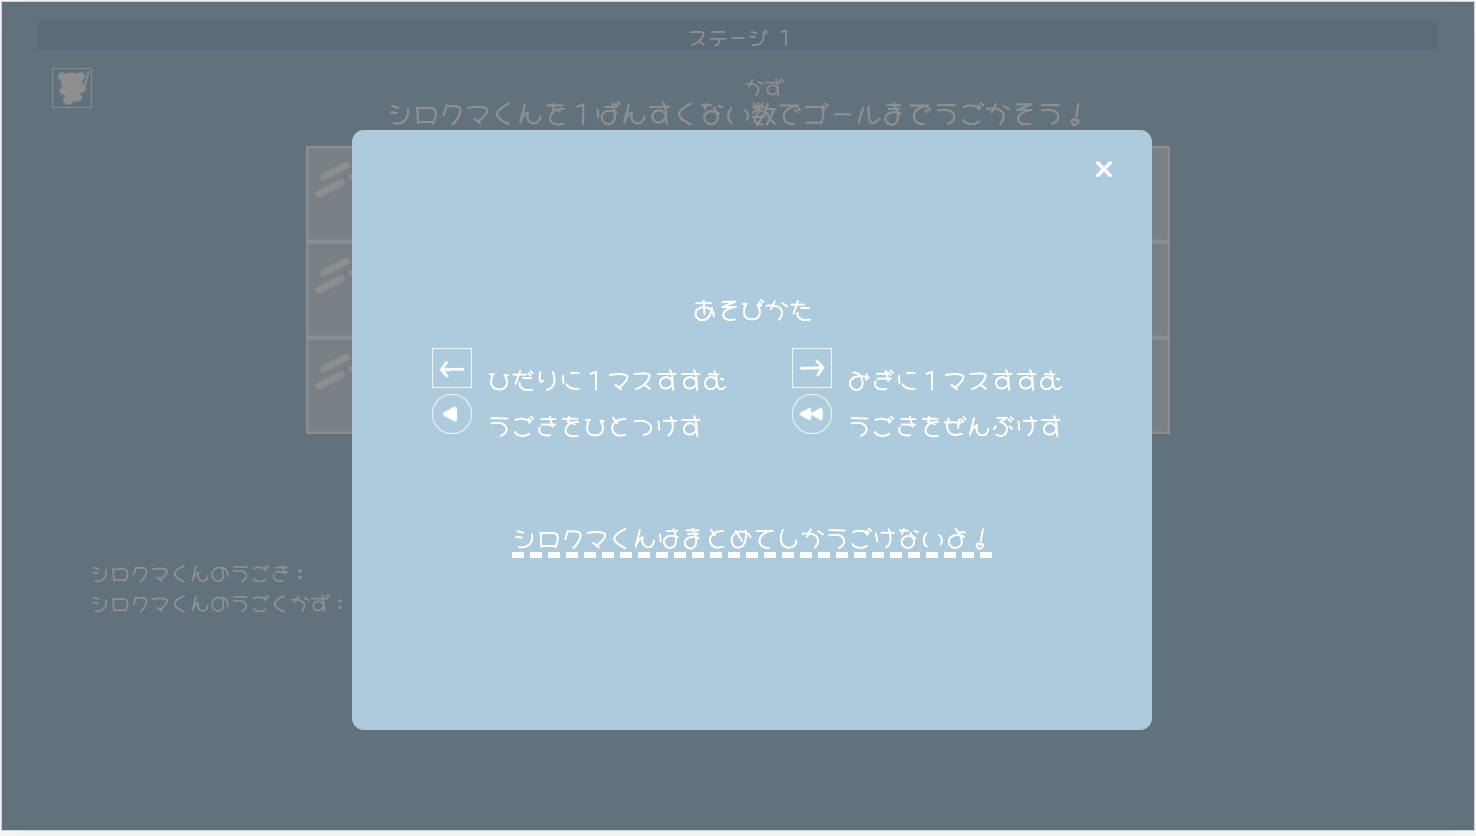 ステージ 1
かず
シロクマくんを1ばんすくない数でゴールまでうごかそう！
あそびかた
ひだりに1マスすすむ
みぎに1マスすすむ
うごきをひとつけす
うごきをぜんぶけす
シロクマくんはまとめてしかうごけないよ！
シロクマくんのうごき：
シロクマくんのうごくかず：